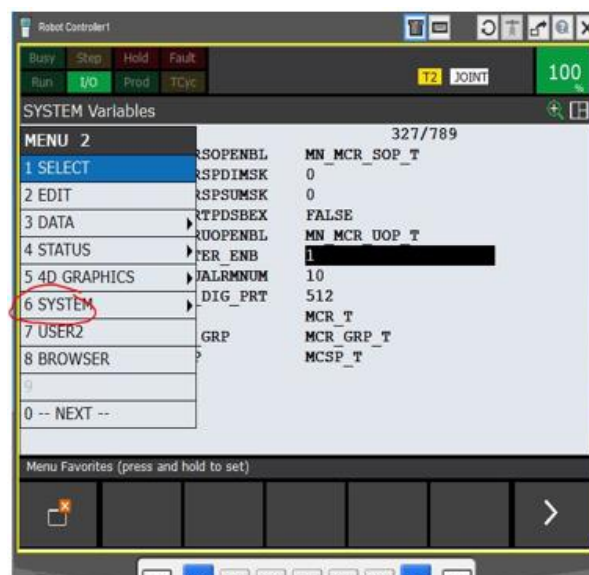 Robot Controller1
Busy Step Hold Fault
Run I/O Prod TCyc
T2 JOINT
100 %
SYSTEM Variables
327/789
MENU 2
1 SELECT
2 EDIT
3 DATA
4 STATUS
5 4D GRAPHICS
6 SYSTEM
7 USER2
8 BROWSER
9
0 -- NEXT --
RSOPENBL MN_MCR_SOP_T
RSPDIMSK 0
RSPSUMSK 0
RTPDSBEX FALSE
RUOPENBL MN_MCR_UOP_T
TER_ENB 1
UALRMNUM 10
_DIG_PRT 512
MCR_T
_GRP MCR_GRP_T
MCSP_T
Menu Favorites (press and hold to set)